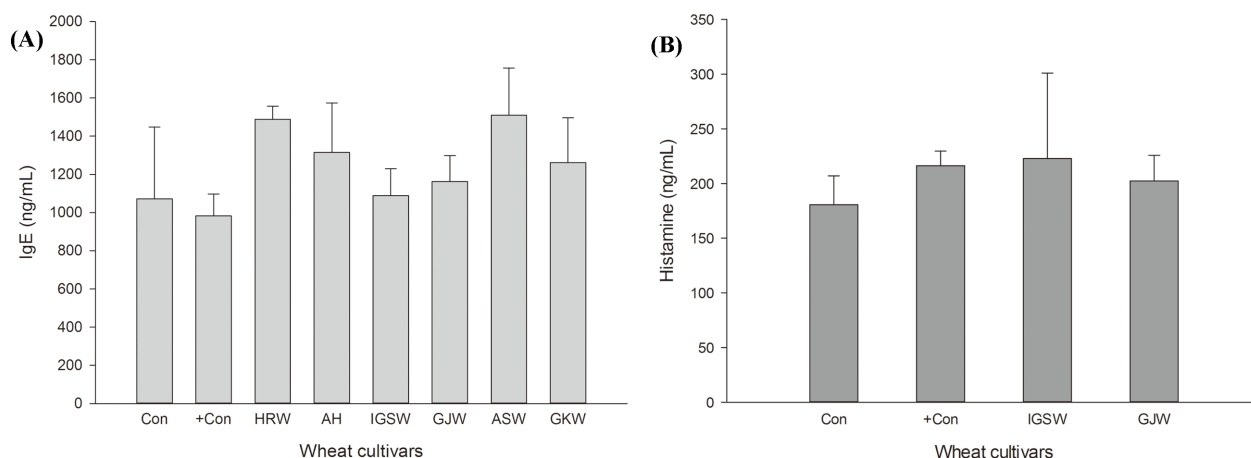 (A)
IgE (ng/mL)
2000
1800
1600
1400
1200
1000
800
600
400
200
0
Con +Con HRW AH IGSW GJW ASW GKW
Wheat cultivars
(B)
Histamine (ng/mL)
350
300
250
200
150
100
50
0
Con +Con IGSW GJW
Wheat cultivars